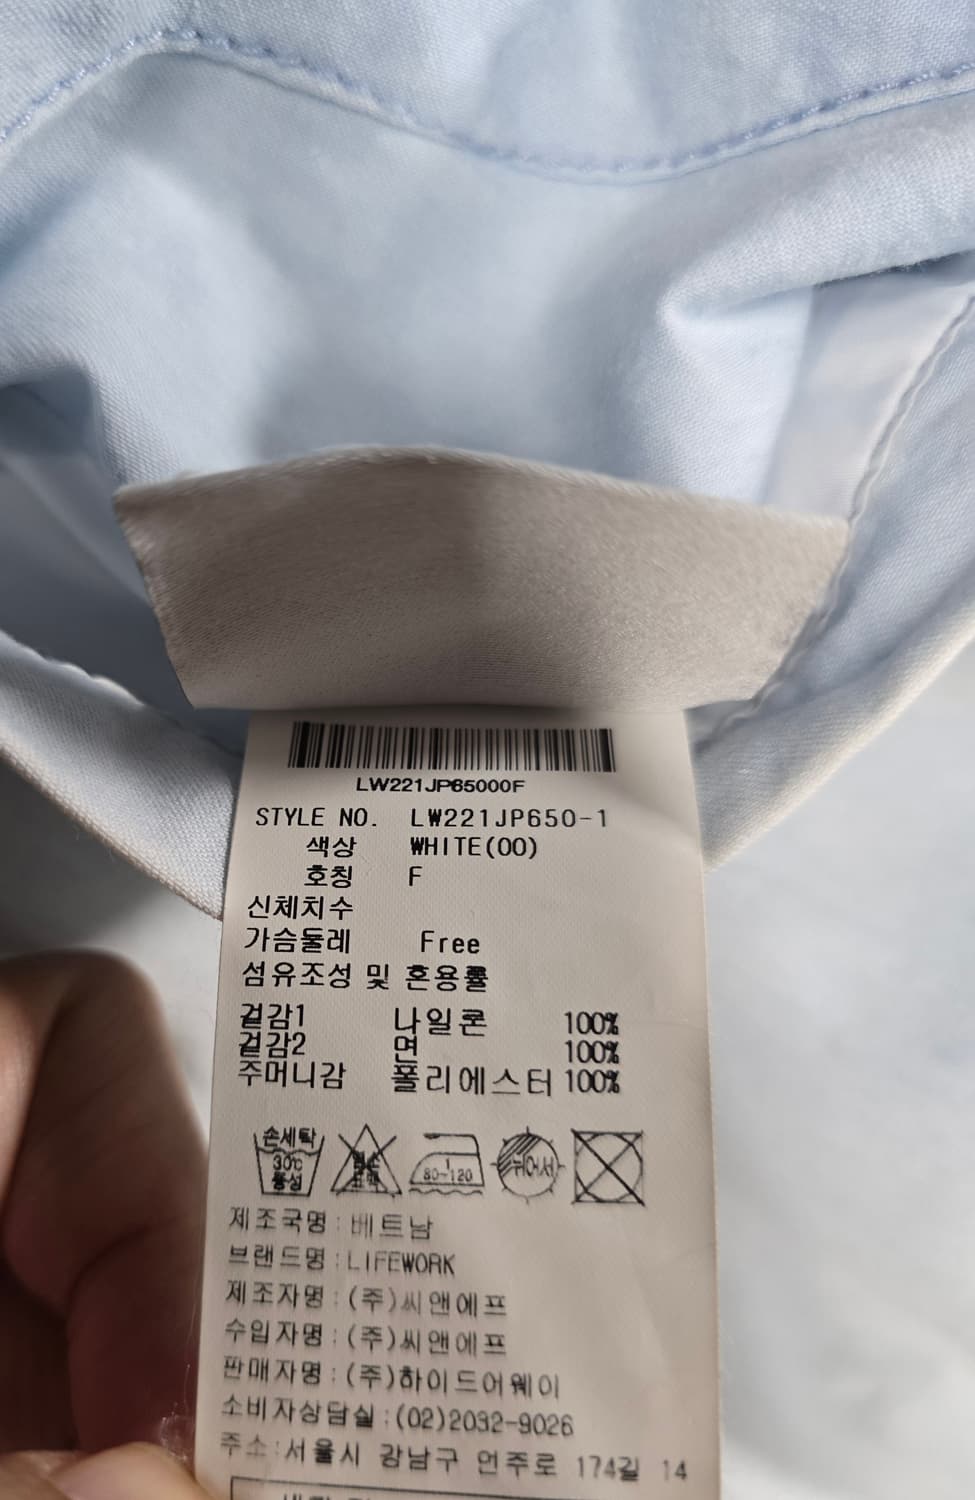 LW221JP65000F
STYLE NO. LW221JP650-1
색상 WHITE(00)
호칭 F
신체치수
가슴둘레 Free
섬유조성 및 혼용률
겉감1 나일론 100%
겉감2 면 100%
주머니감 폴리에스터 100%
손세탁
30℃
중성
80~120
뉘어서
제조국명:베트남
브랜드명:LIFEWORK
제조자명:(주)씨앤에프
수입자명:(주)씨앤에프
판매자명:(주)하이드어웨이
소비자상담실:(02)2032-9026
주소:서울시 강남구 언주로 174길 14